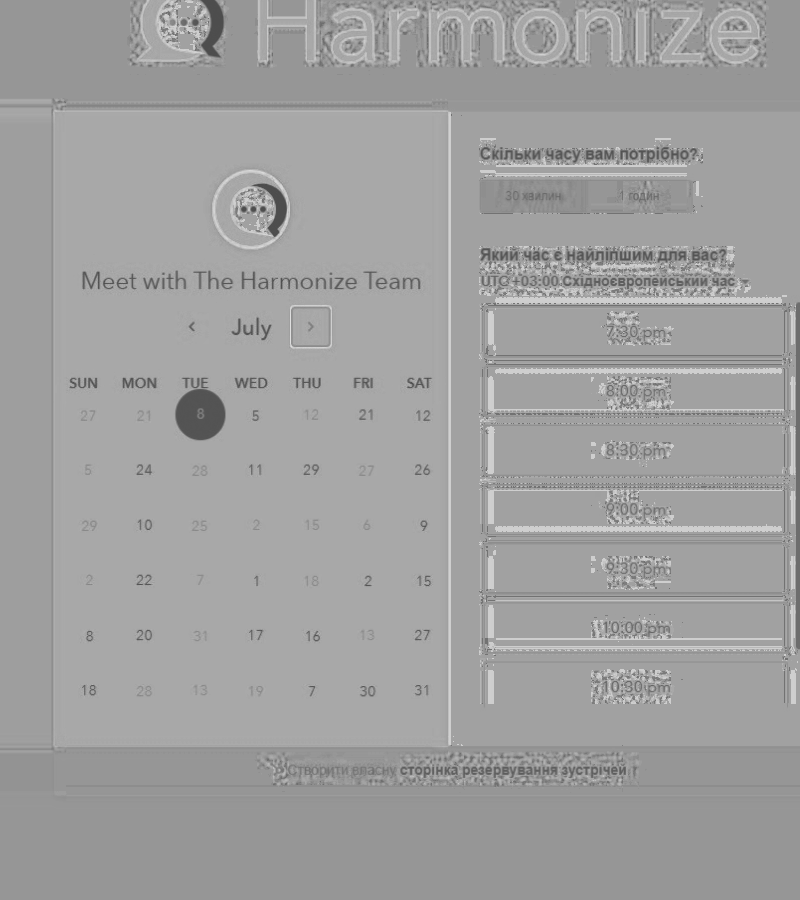 Harmonize
Meet with The Harmonize Team
July
SUN MON TUE WED THU FRI SAT
27 21 8 5 12 21 12
5 24 28 11 29 27 26
29 10 25 2 15 6 9
2 22 7 1 18 2 15
8 20 31 17 16 13 27
18 28 13 19 7 30 31
Скільки часу вам потрібно?
30 хвилин 1 годин
Який час є найліпшим для вас?
UTC +03:00 Східноєвропейський час
7:30 pm
8:00 pm
8:30 pm
9:00 pm
9:30 pm
10:00 pm
10:30 pm
Створити власну сторінка резервування зустрічей